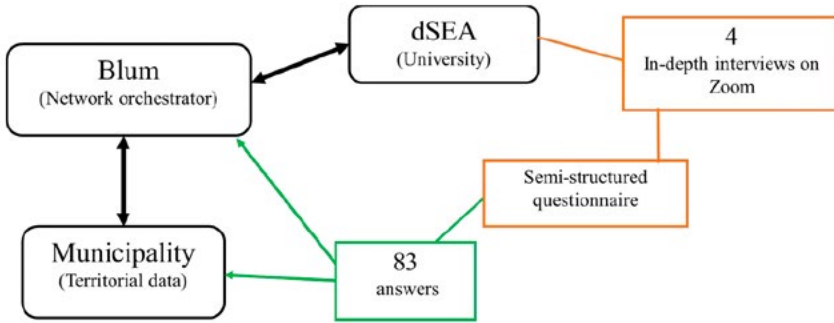 dSEA
(University)
4
In-depth interviews on
Zoom
Blum
(Network orchestrator)
Semi-structured
questionnaire
Municipality
(Territorial data)
83
answers